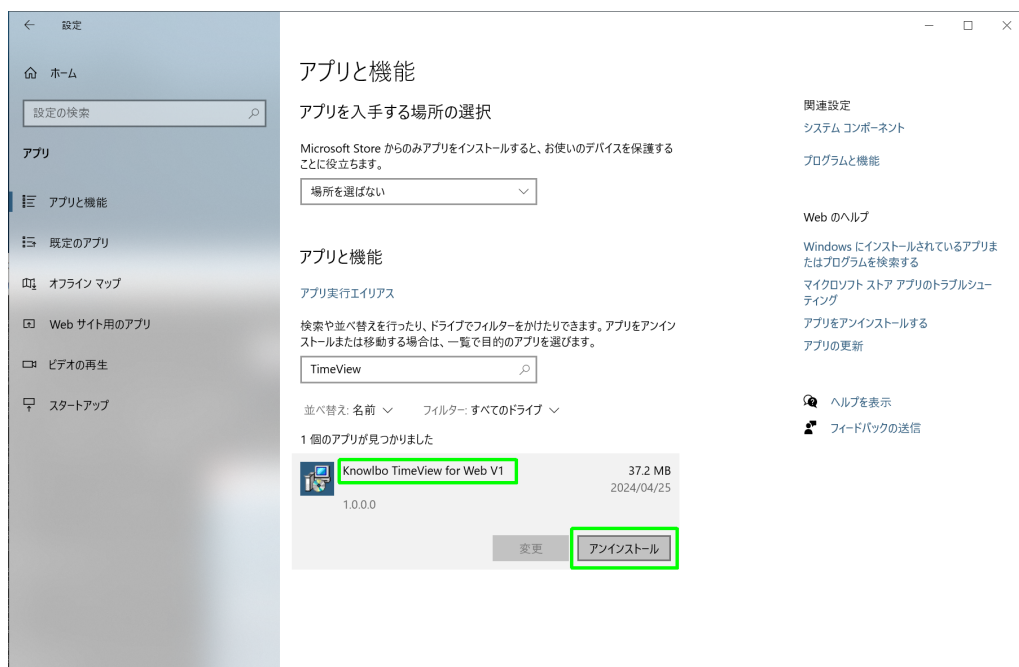 設定
ホーム
設定の検索
アプリ
アプリと機能
既定のアプリ
オフライン マップ
Web サイト用のアプリ
ビデオの再生
スタートアップ
アプリと機能
アプリを入手する場所の選択
Microsoft Store からのみアプリをインストールすると、お使いのデバイスを保護する
ことに役立ちます。
場所を選ばない
アプリと機能
アプリ実行エイリアス
検索や並べ替えを行ったり、ドライブでフィルターをかけたりできます。アプリをアンイン
ストールまたは移動する場合は、一覧で目的のアプリを選びます。
TimeView
並べ替え: 名前 フィルター: すべてのドライブ
1 個のアプリが見つかりました
Knowlbo TimeView for Web V1 37.2 MB
2024/04/25
1.0.0.0
変更 アンインストール
関連設定
システム コンポーネント
プログラムと機能
Web のヘルプ
Windows にインストールされているアプリま
たはプログラムを検索する
マイクロソフト ストア アプリのトラブルシュー
ティング
アプリをアンインストールする
アプリの更新
ヘルプを表示
フィードバックの送信